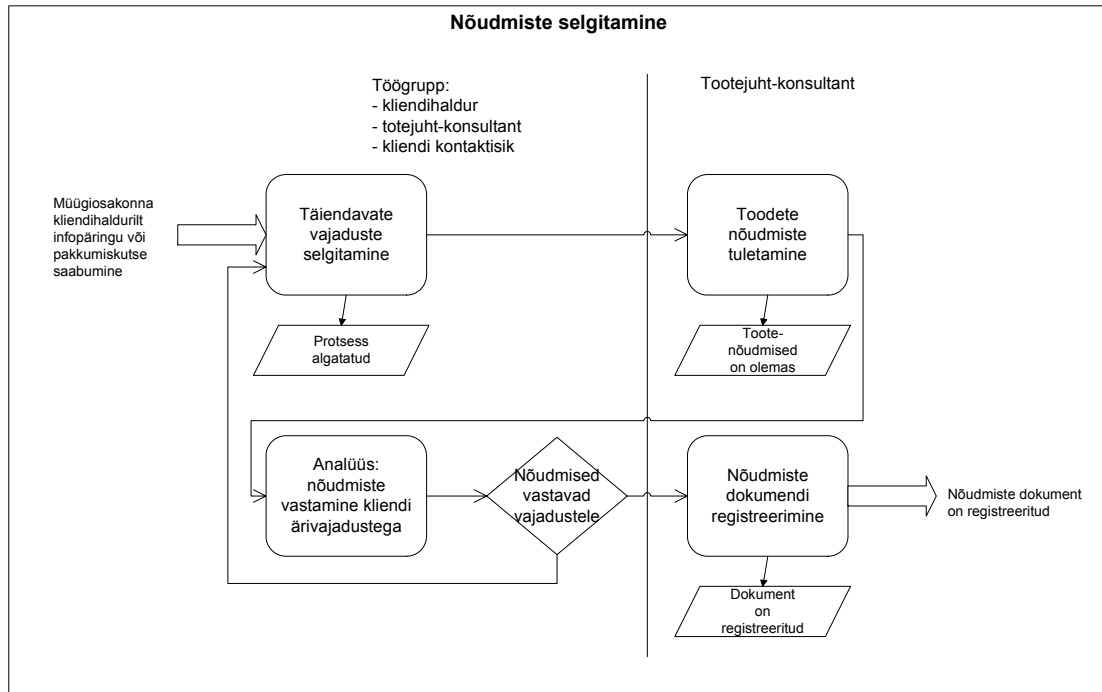 Nõudmiste selgitamine
Töögrupp:
- kliendihaldur
- totejuht-konsultant
- kliendi kontaktisik
Tootejuht-konsultant
Müügiosakonna
kliendihaldurilt
infopäringu või
pakkumiskutse
saabumine
Täiendavate
vajaduste
selgitamine
Toodete
nõudmiste
tuletamine
Protsess
algatatud
Toote-
nõudmised
on olemas
Analüüs:
nõudmiste
vastamine kliendi
ärivajadustega
Nõudmised
vastavad
vajadustele
Nõudmiste
dokumendi
registreerimine
Nõudmiste dokument
on registreeritud
Dokument
on
registreeritud